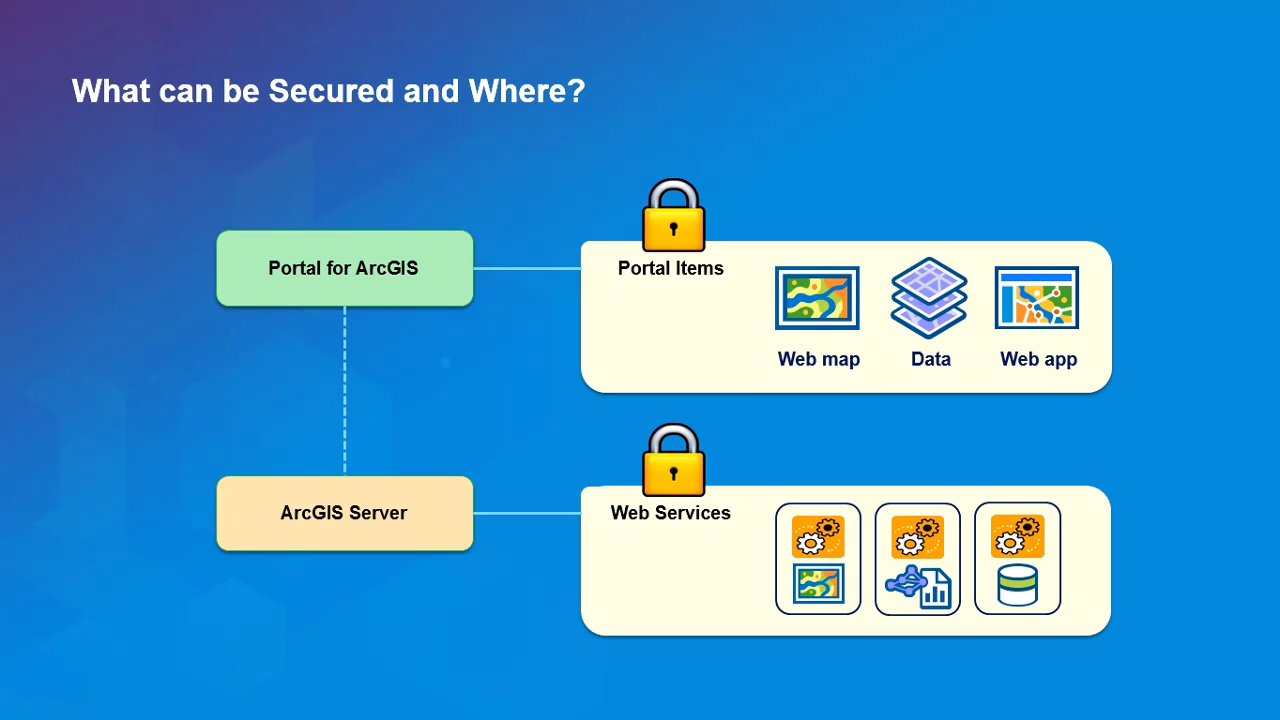 What can be Secured and Where?
Portal for ArcGIS
Portal Items
Web map
Data
Web app
ArcGIS Server
Web Services